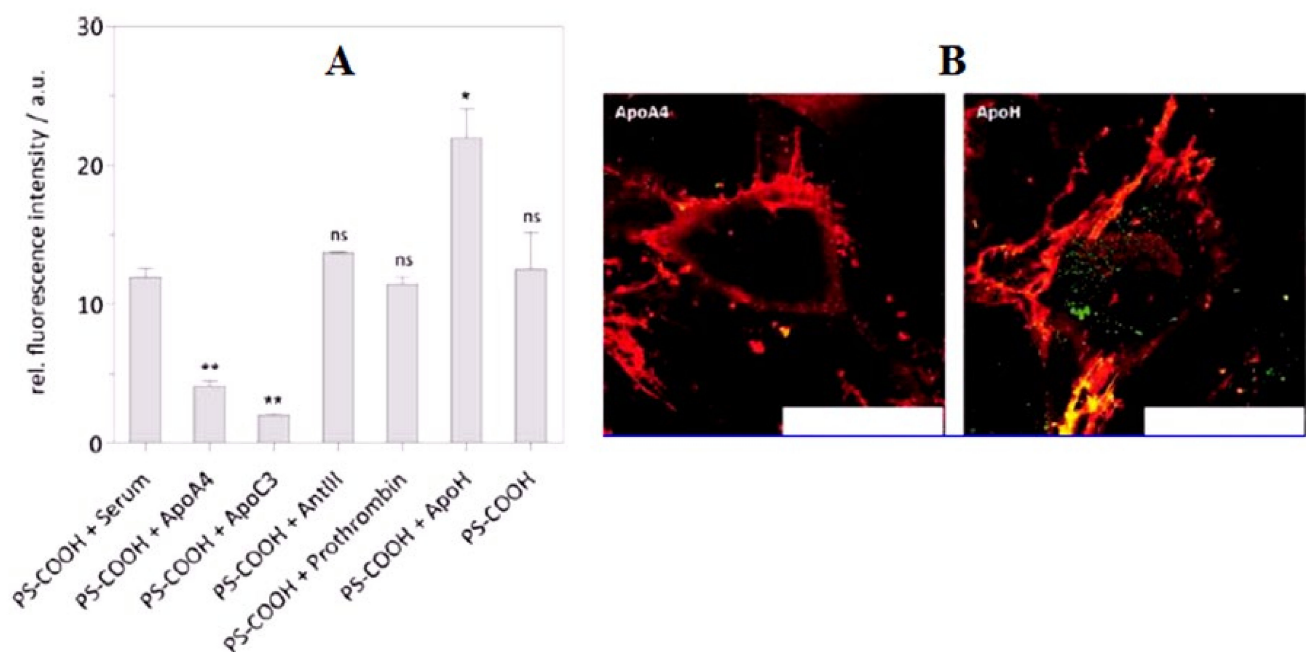 A
B
rel. fluorescence intensity / a.u.
30
20
10
0
**
**
ns
ns
*
ns
PS-COOH + Serum
PS-COOH + ApoA4
PS-COOH + ApoC3
PS-COOH + AntIII
PS-COOH + Prothrombin
PS-COOH + ApoH
PS-COOH
ApoA4
ApoH